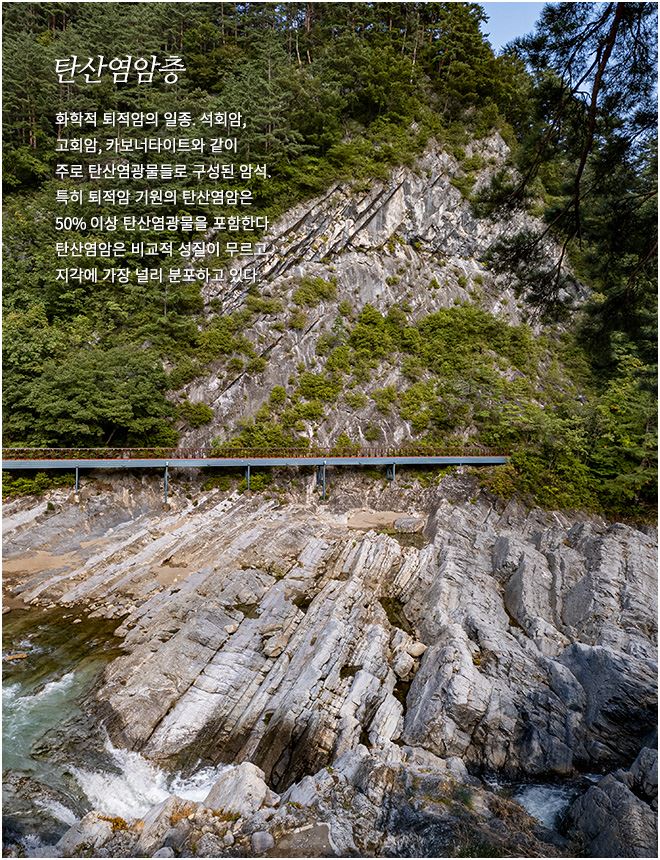 탄산염암층
화학적 퇴적암의 일종. 석회암,
고회암, 카보너타이트와 같이
주로 탄산염광물들로 구성된 암석.
특히 퇴적암 기원의 탄산염암은
50% 이상 탄산염광물을 포함한다.
탄산염암은 비교적 성질이 무르고
지각에 가장 널리 분포하고 있다.